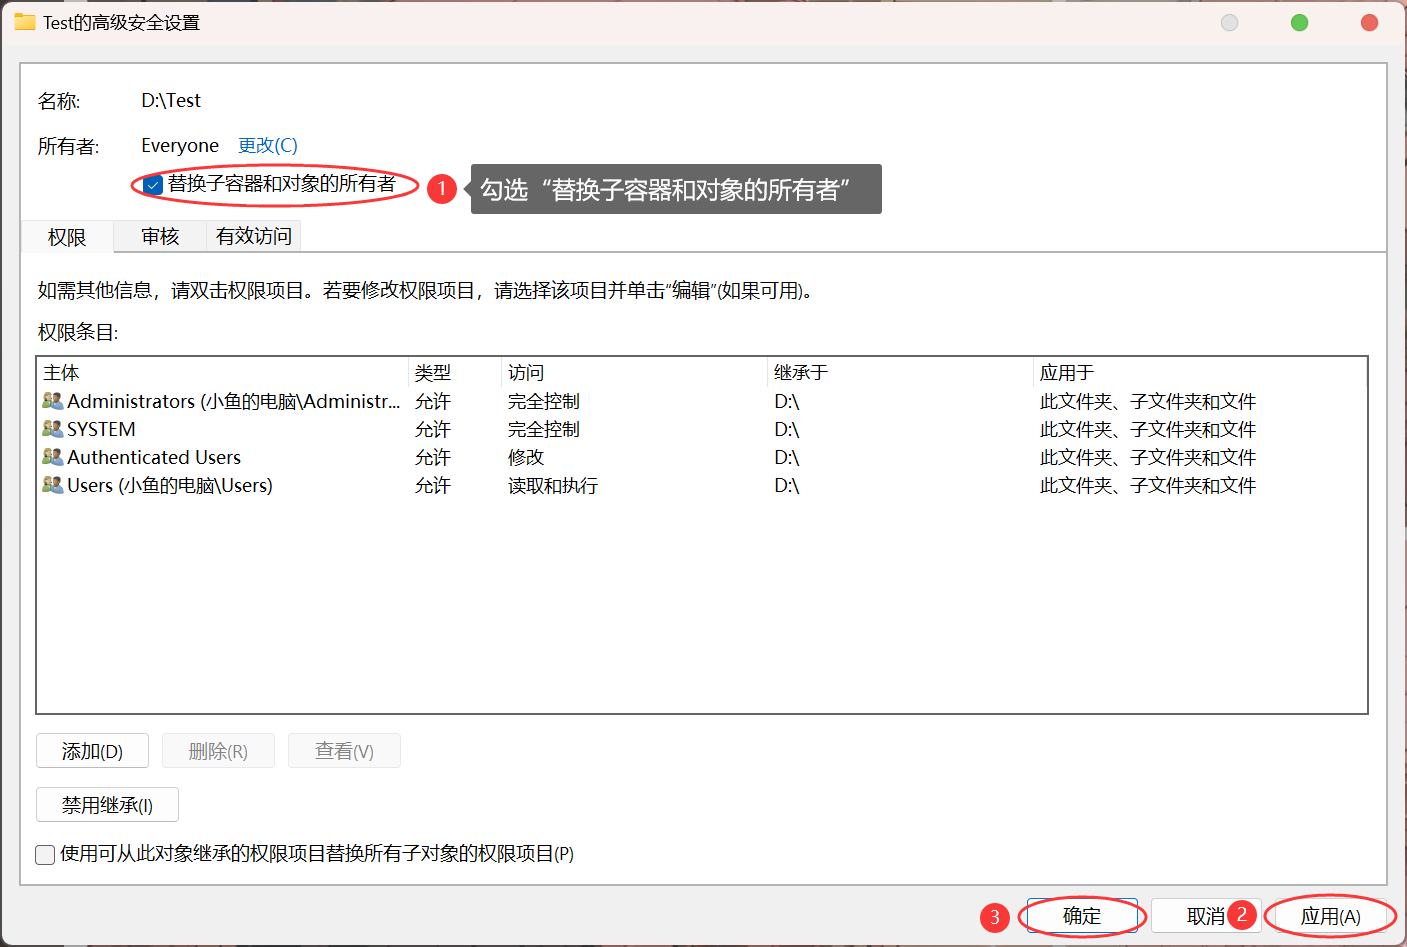 Test的高级安全设置
名称: D:\Test
所有者: Everyone 更改(C)
替换子容器和对象的所有者 1 勾选“替换子容器和对象的所有者”
权限 审核 有效访问
如需其他信息，请双击权限项目。若要修改权限项目，请选择该项目并单击“编辑”(如果可用)。
权限条目:
主体 类型 访问 继承于 应用于
Administrators (小鱼的电脑\Administr... 允许 完全控制 D:\ 此文件夹、子文件夹和文件
SYSTEM 允许 完全控制 D:\ 此文件夹、子文件夹和文件
Authenticated Users 允许 修改 D:\ 此文件夹、子文件夹和文件
Users (小鱼的电脑\Users) 允许 读取和执行 D:\ 此文件夹、子文件夹和文件
添加(D) 删除(R) 查看(V)
禁用继承(I)
使用可从此对象继承的权限项目替换所有子对象的权限项目(P)
3 确定 取消 2 应用(A)